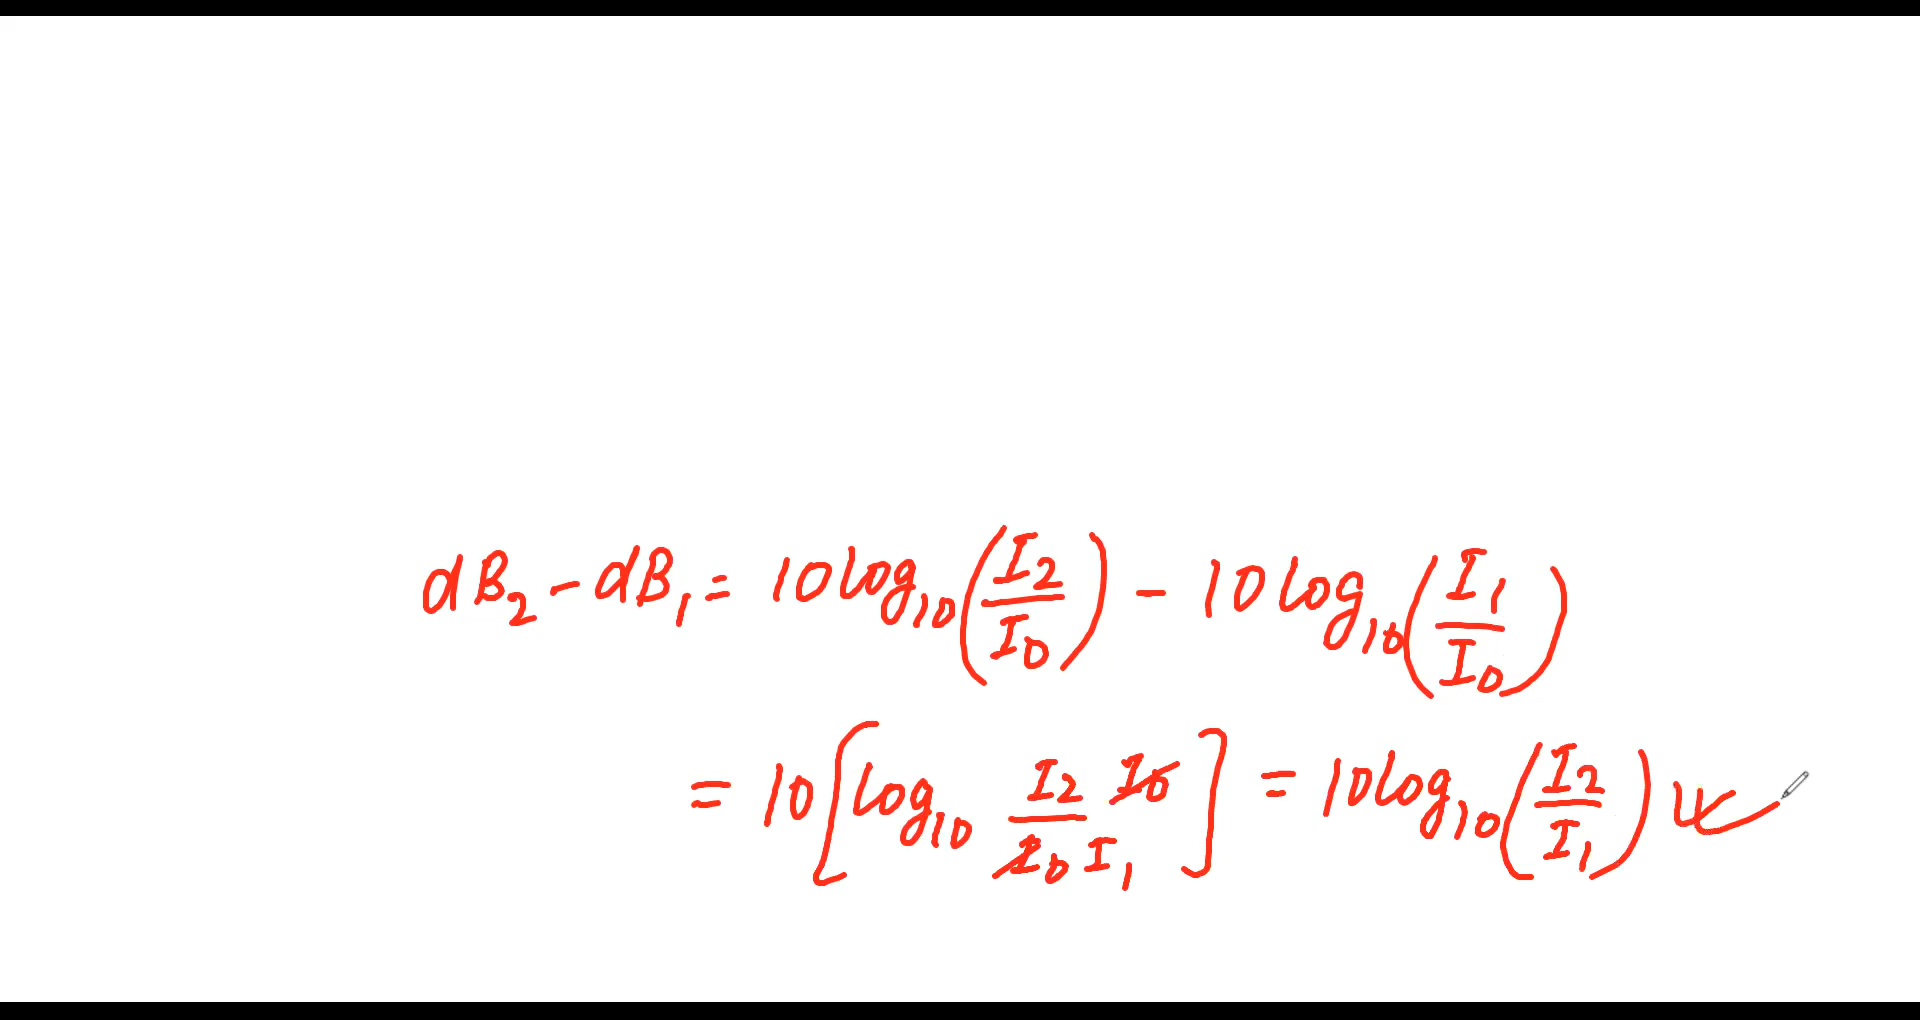 dB₂ - dB₁ = 10 log₁₀ (I₂/I₀) - 10 log₁₀ (I₁/I₀)
= 10 [log₁₀ I₂ I₀ / I₀ I₁] = 10 log₁₀ (I₂/I₁)